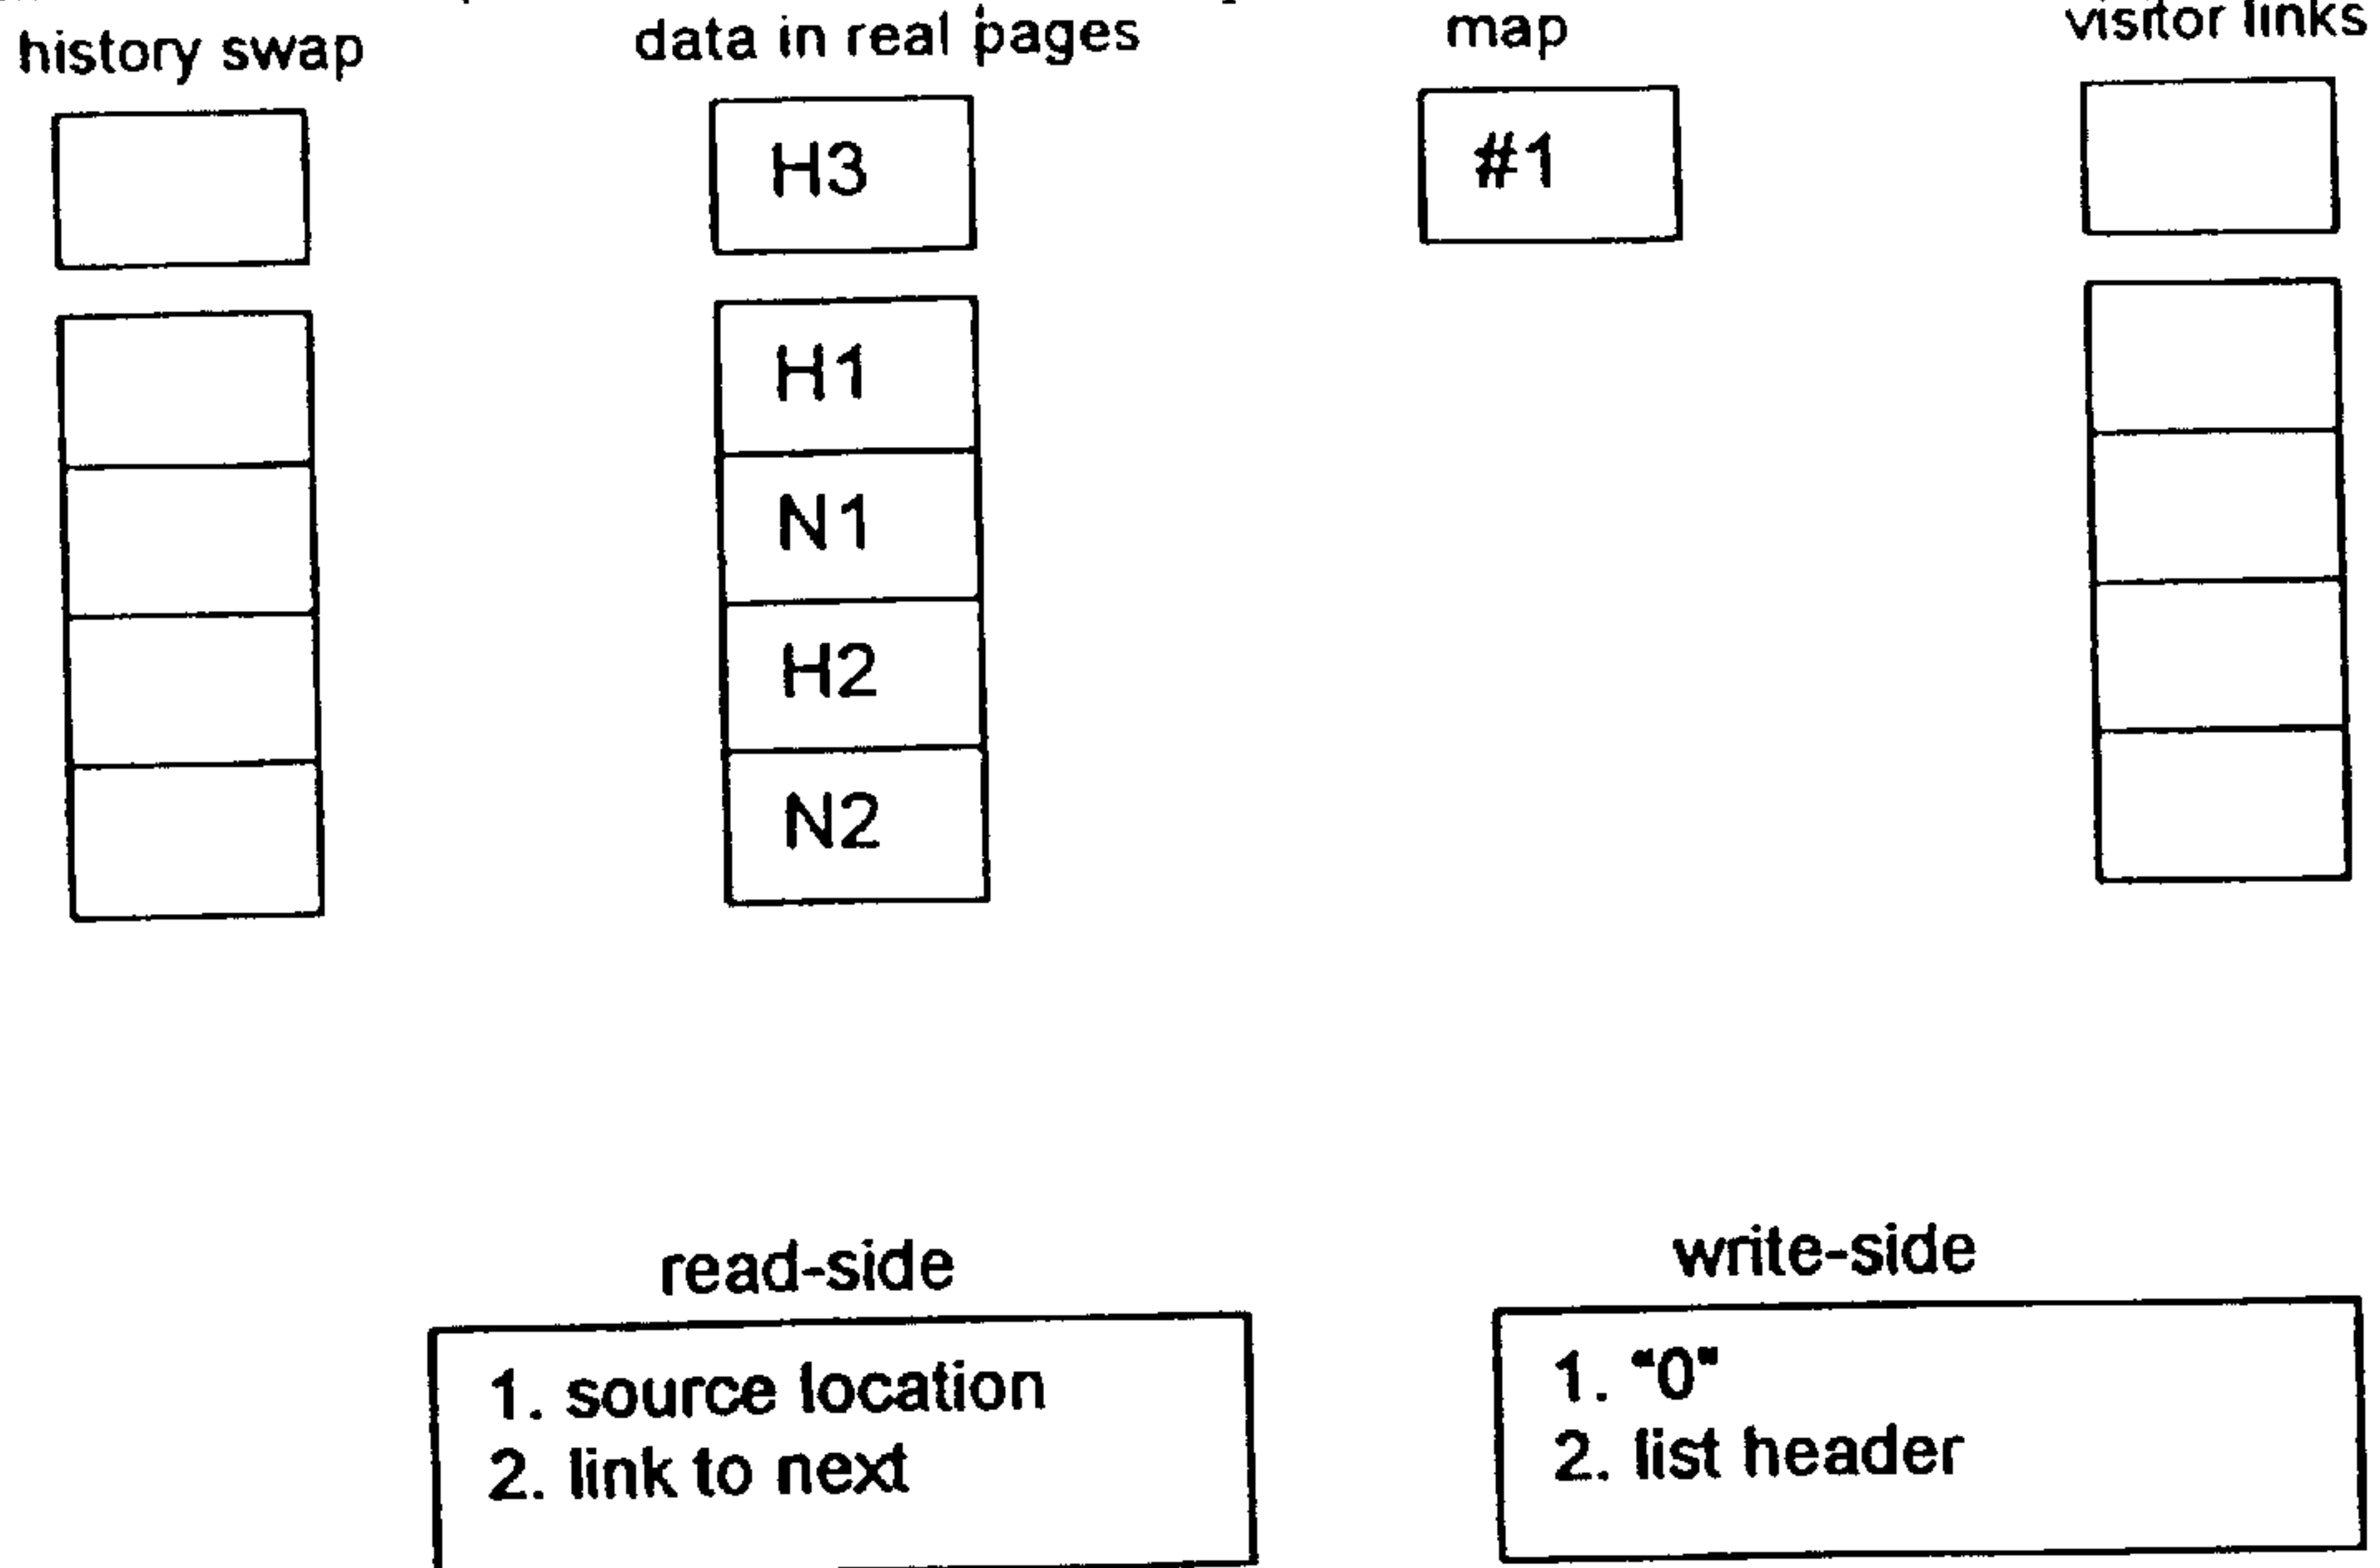 history swap
data in real pages
map
visitor links
H3
#1
H1
N1
H2
N2
read-side
1. source location
2. link to next
write-side
1. "0"
2. list header